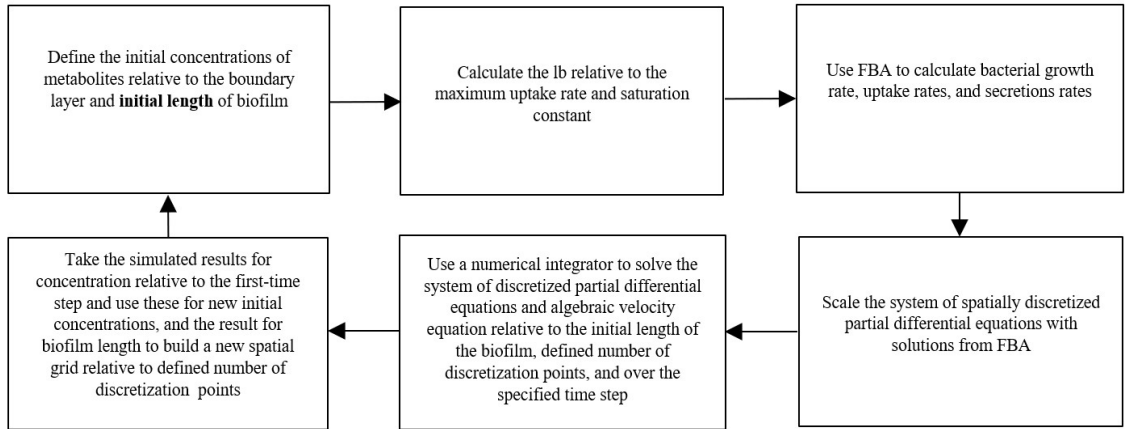 Define the initial concentrations of
metabolites relative to the boundary
layer and initial length of biofilm
Calculate the lb relative to the
maximum uptake rate and saturation
constant
Use FBA to calculate bacterial growth
rate, uptake rates, and secretions rates
Scale the system of spatially discretized
partial differential equations with
solutions from FBA
Use a numerical integrator to solve the
system of discretized partial differential
equations and algebraic velocity
equation relative to the initial length of
the biofilm, defined number of
discretization points, and over the
specified time step
Take the simulated results for
concentration relative to the first-time
step and use these for new initial
concentrations, and the result for
biofilm length to build a new spatial
grid relative to defined number of
discretization points